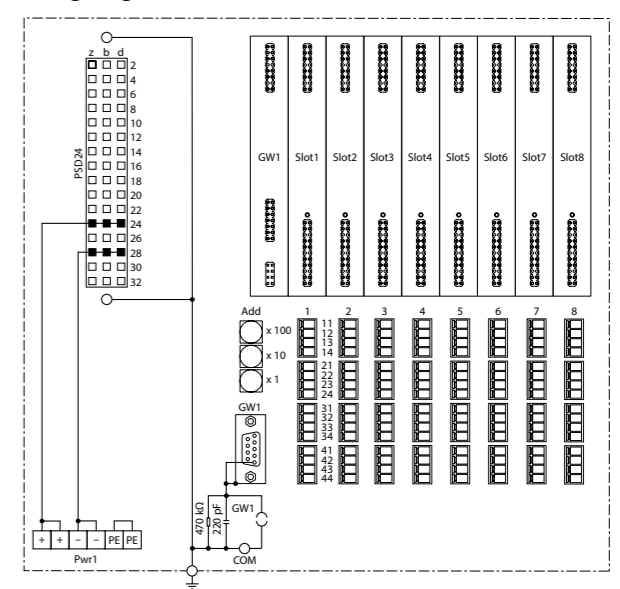 z b d
2
4
6
8
10
12
14
16
18
20
22
24
26
28
30
32
PSD24
GW1 Slot1 Slot2 Slot3 Slot4 Slot5 Slot6 Slot7 Slot8
Add 1 2 3 4 5 6 7 8
x 100
x 10
x 1
11
12
13
14
21
22
23
24
31
32
33
34
41
42
43
44
GW1
470 kΩ
220 pF
GW1
COM
+ + − − PE PE
Pwr1